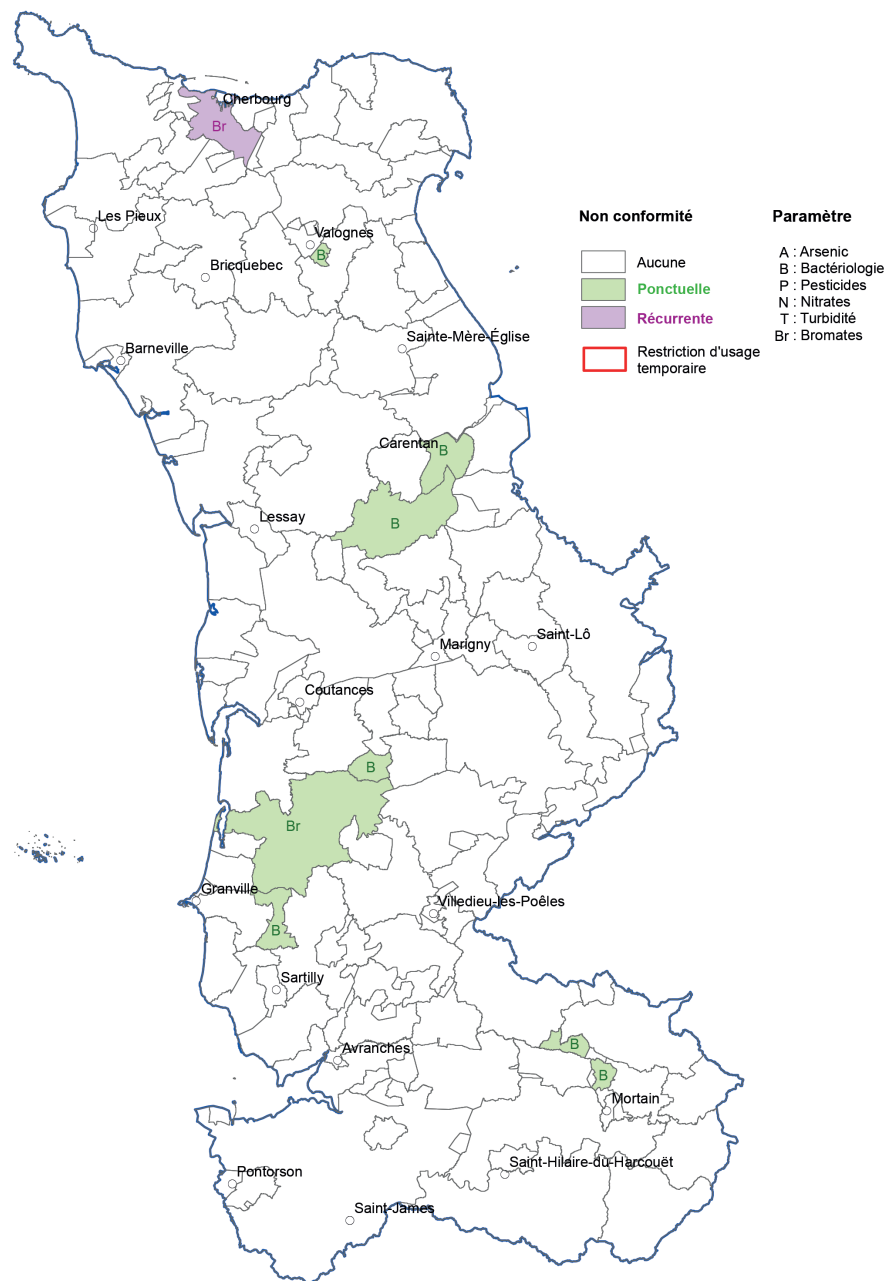 Cherbourg
Br
Les Pieux
Valognes
B
Bricquebec
Non conformité
Aucune
Ponctuelle
Récurrente
Restriction d'usage
temporaire
Paramètre
A : Arsenic
B : Bactériologie
P : Pesticides
N : Nitrates
T : Turbidité
Br : Bromates
Sainte-Mère-Église
Barneville
Carentan
B
B
Lessay
Marigny
Saint-Lô
Coutances
B
Br
Granville
Villedieu-les-Poêles
B
Sartilly
Avranches
B
B
Mortain
Saint-Hilaire-du-Harcouët
Pontorson
Saint-James